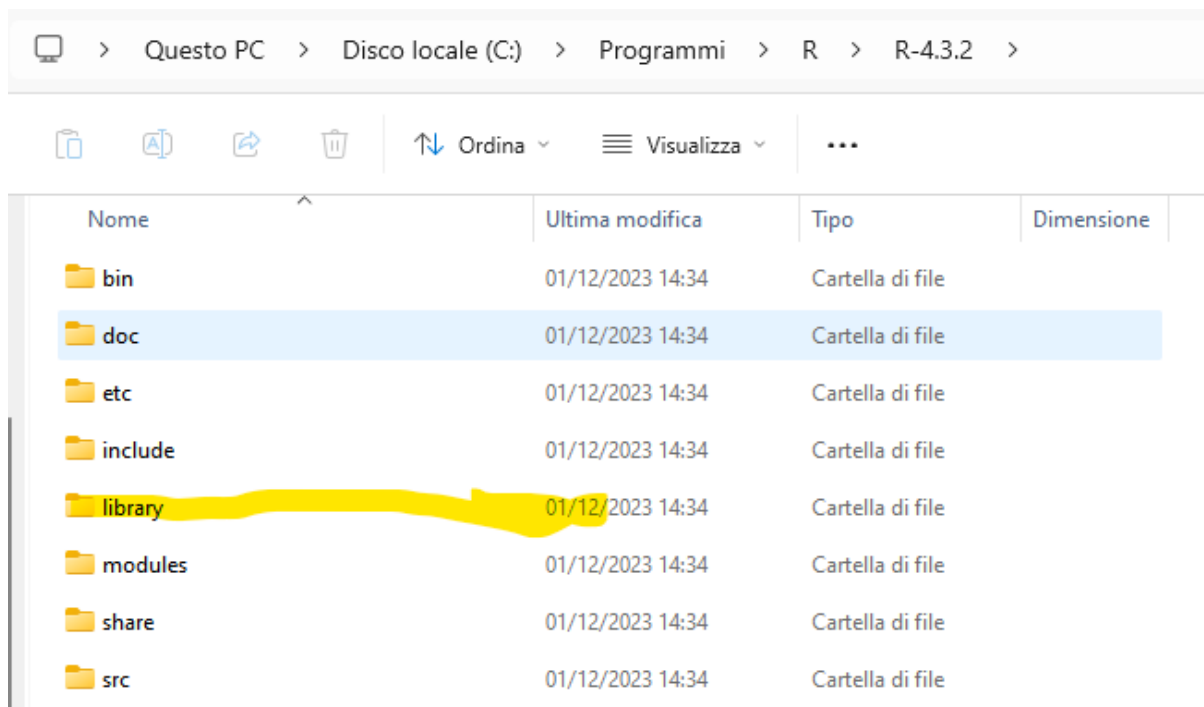 Questo PC > Disco locale (C:) > Programmi > R > R-4.3.2 >
Ordina Visualizza ...
Nome Ultima modifica Tipo Dimensione
bin 01/12/2023 14:34 Cartella di file
doc 01/12/2023 14:34 Cartella di file
etc 01/12/2023 14:34 Cartella di file
include 01/12/2023 14:34 Cartella di file
library 01/12/2023 14:34 Cartella di file
modules 01/12/2023 14:34 Cartella di file
share 01/12/2023 14:34 Cartella di file
src 01/12/2023 14:34 Cartella di file